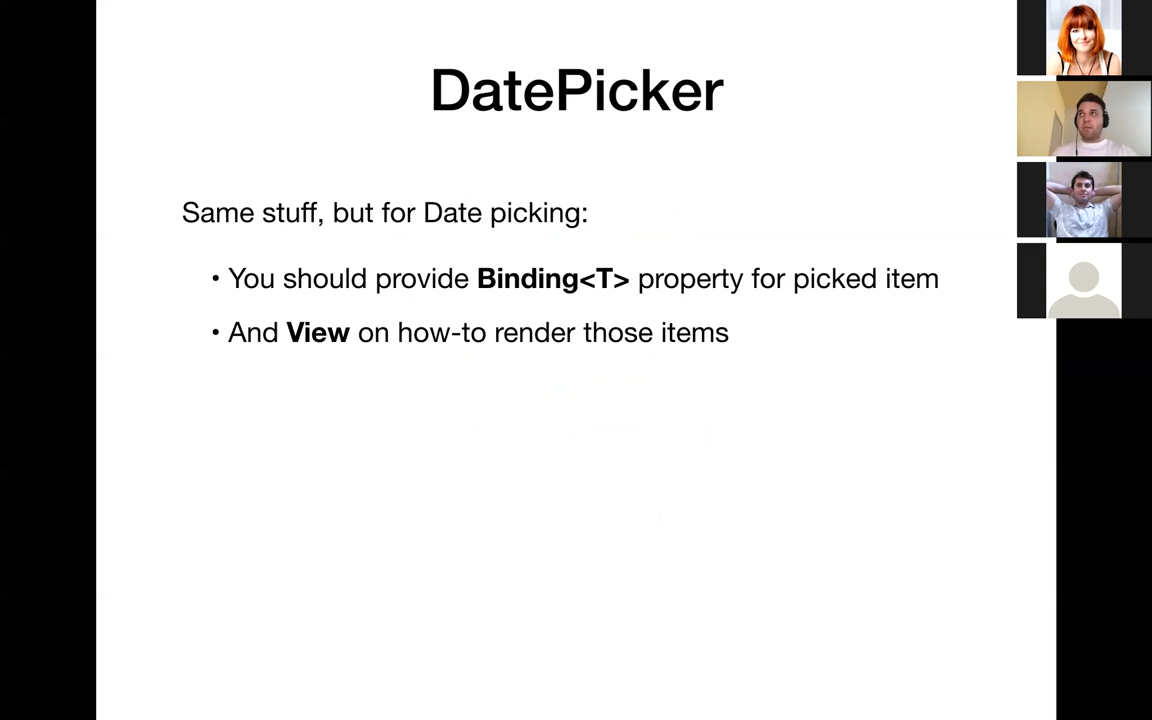 DatePicker
Same stuff, but for Date picking:
• You should provide Binding<T> property for picked item
• And View on how-to render those items